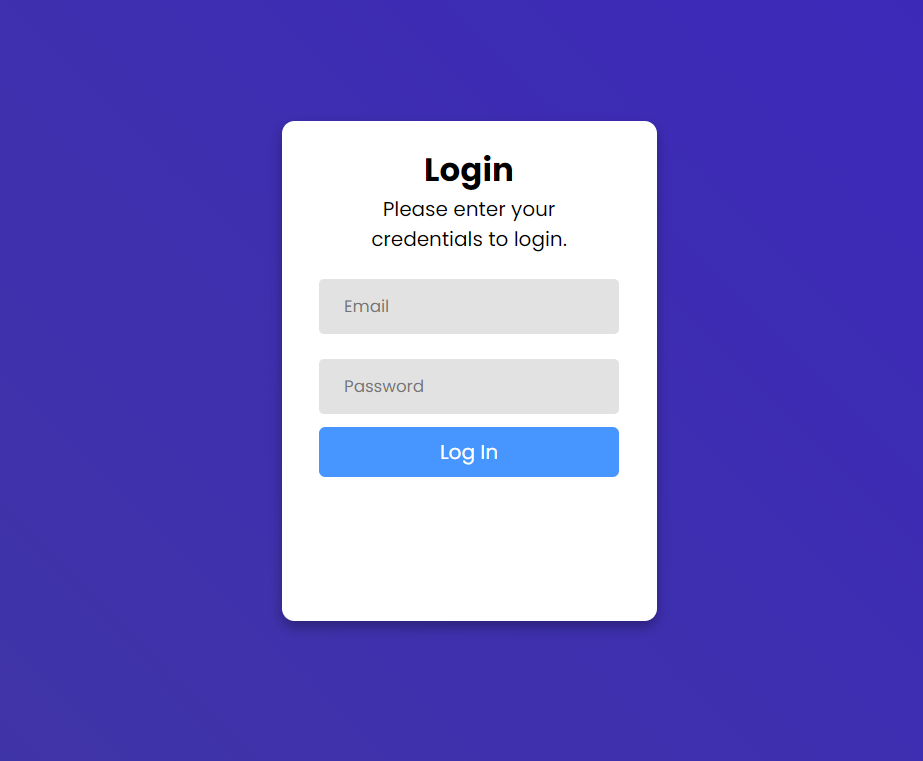 Login
Please enter your
credentials to login.
Email
Password
Log In